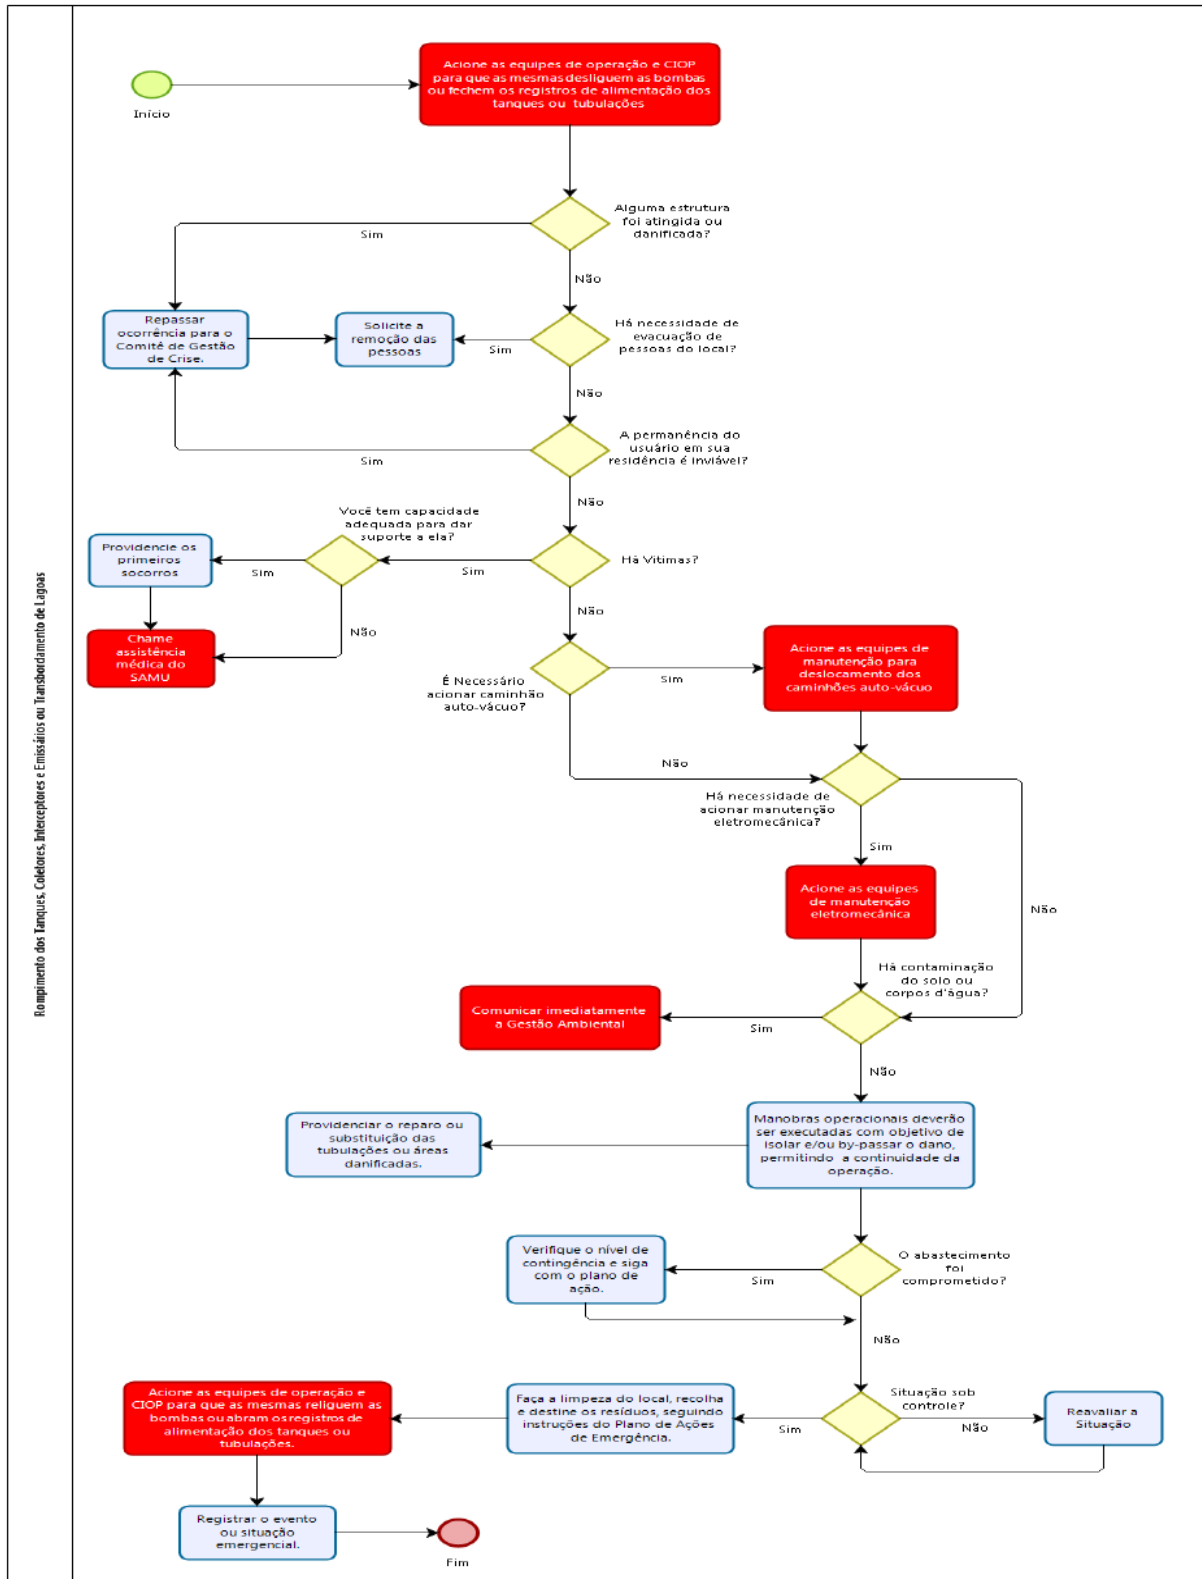 Rompimento dos Tanques, Coletores, Interceptores e Emissários ou Transbordamento de Lagoas
Início
Acione as equipes de operação e CIOP
para que as mesmas desliguem as bombas
ou fechem os registros de alimentação dos
tanques ou tubulações
Alguma estrutura
foi atingida ou
danificada?
Sim
Não
Repassar
ocorrência para o
Comitê de Gestão
de Crise.
Solicite a
remoção das
pessoas
Sim
Há necessidade de
evacuação de
pessoas do local?
Não
A permanência do
usuário em sua
residência é inviável?
Sim
Não
Você tem capacidade
adequada para dar
suporte a ela?
Providencie os
primeiros
socorros
Sim
Sim
Há Vitimas?
Não
Não
Chame
assistência
médica do
SAMU
É Necessário
acionar caminhão
auto-vácuo?
Sim
Acione as equipes de
manutenção para
deslocamento dos
caminhões auto-vácuo
Não
Há necessidade de
acionar manutenção
eletromecânica?
Sim
Acione as equipes
de manutenção
eletromecânica
Não
Há contaminação
do solo ou
corpos d'água?
Comunicar imediatamente
a Gestão Ambiental
Sim
Não
Providenciar o reparo ou
substituição das
tubulações ou áreas
danificadas.
Manobras operacionais deverão
ser executadas com objetivo de
isolar e/ou by-passar o dano,
permitindo a continuidade da
operação.
Verifique o nível de
contingência e siga
com o plano de
ação.
Sim
O abastecimento
foi
comprometido?
Não
Acione as equipes de operação e
CIOP para que as mesmas religuem as
bombas ou abram os registros de
alimentação dos tanques ou
tubulações.
Faça a limpeza do local, recolha
e destine os resíduos, seguindo
instruções do Plano de Ações
de Emergência.
Sim
Situação sob
controle?
Não
Reavaliar a
Situação
Registrar o evento
ou situação
emergencial.
Fim